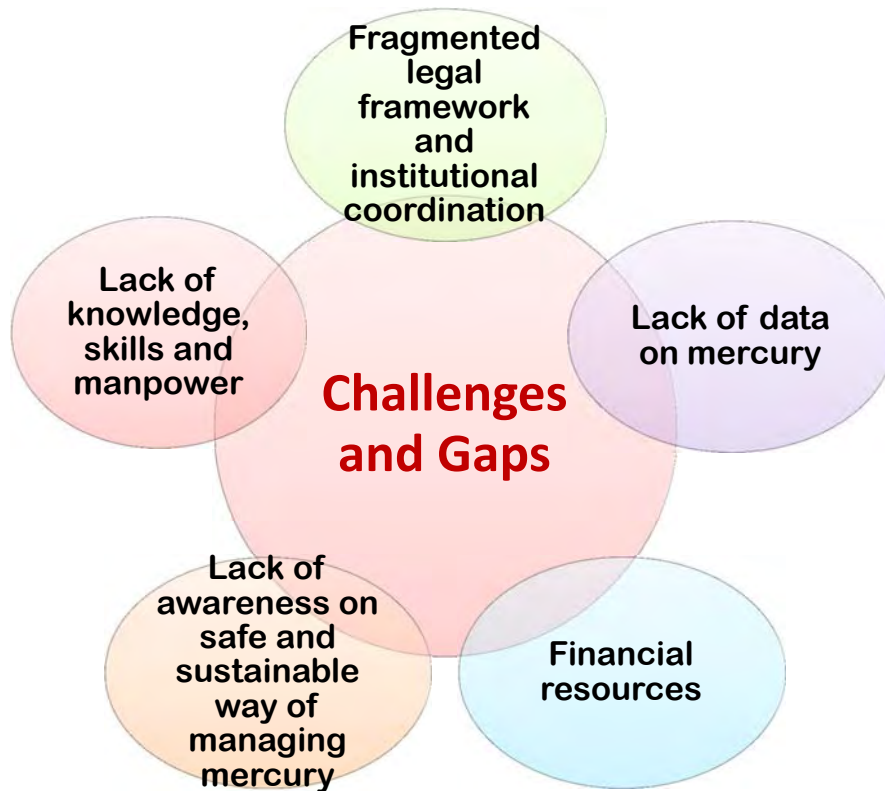 Fragmented
legal
framework
and
institutional
coordination
Lack of
knowledge,
skills and
manpower
Lack of data
on mercury
Challenges
and Gaps
Lack of
awareness on
safe and
sustainable
way of
managing
mercury
Financial
resources